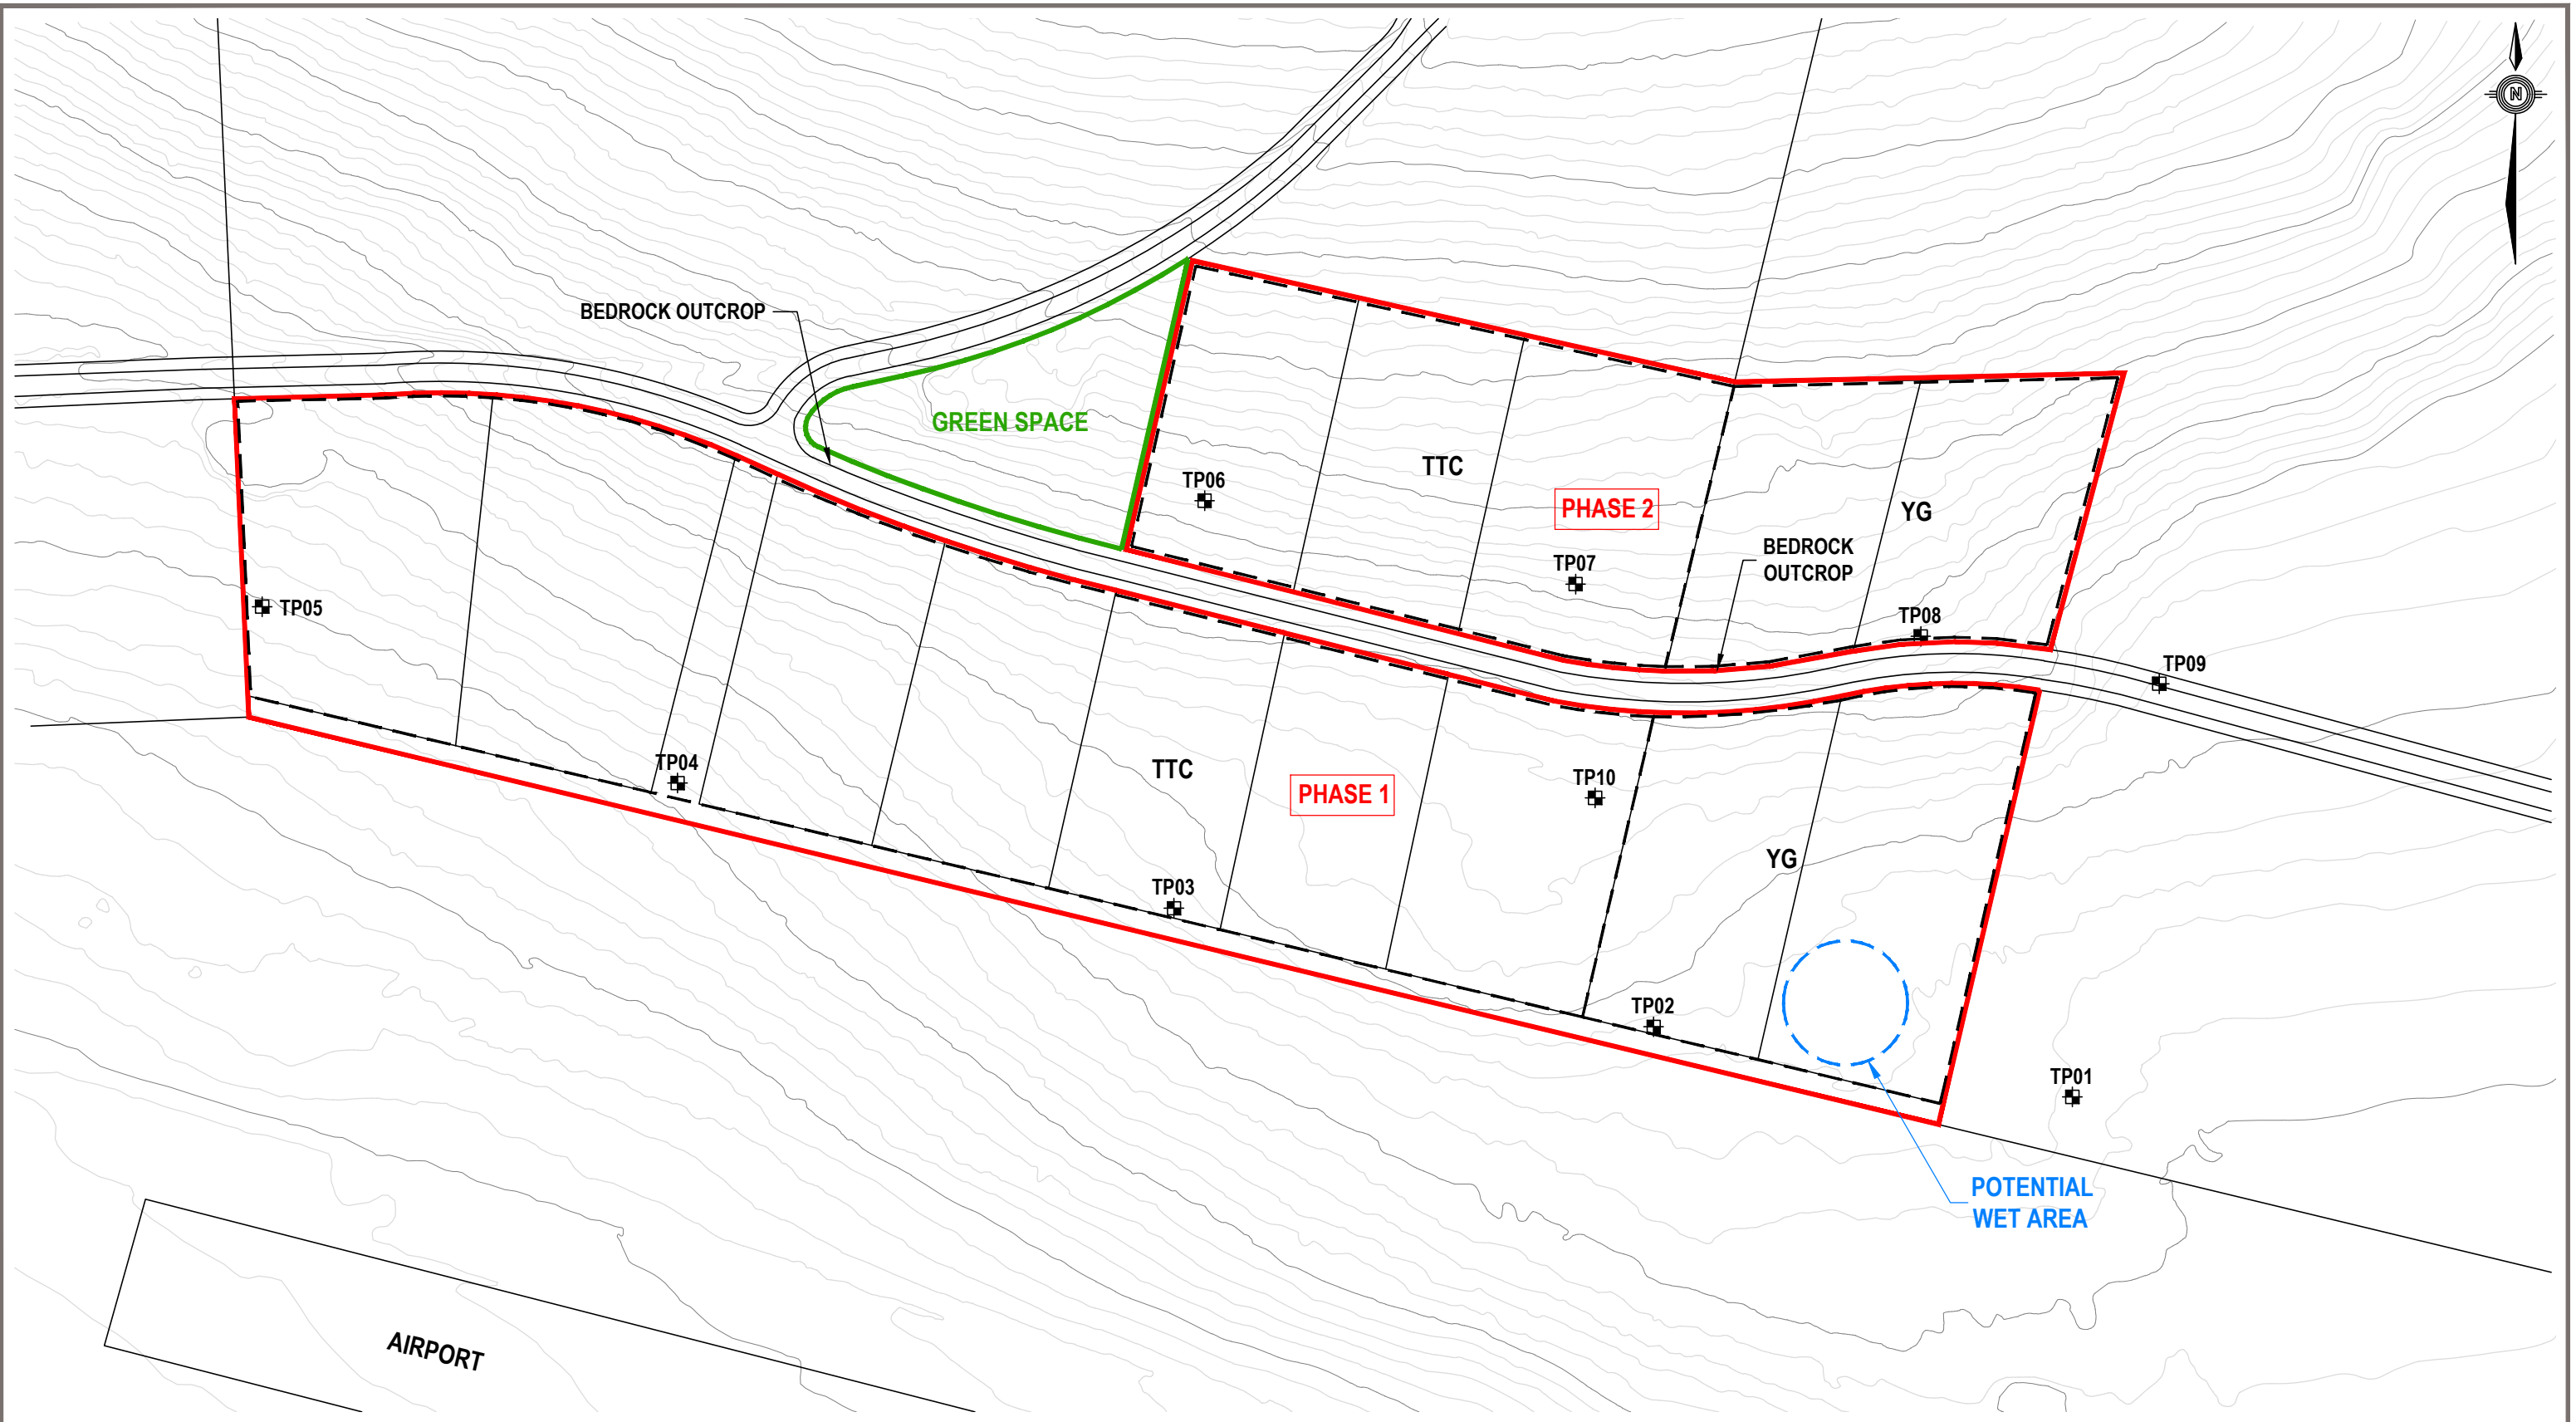 N
BEDROCK OUTCROP
GREEN SPACE
TP06
TTC
PHASE 2
YG
BEDROCK
OUTCROP
TP07
TP05
TP08
TP09
TP04
TTC
PHASE 1
TP10
YG
TP03
TP02
TP01
POTENTIAL
WET AREA
AIRPORT